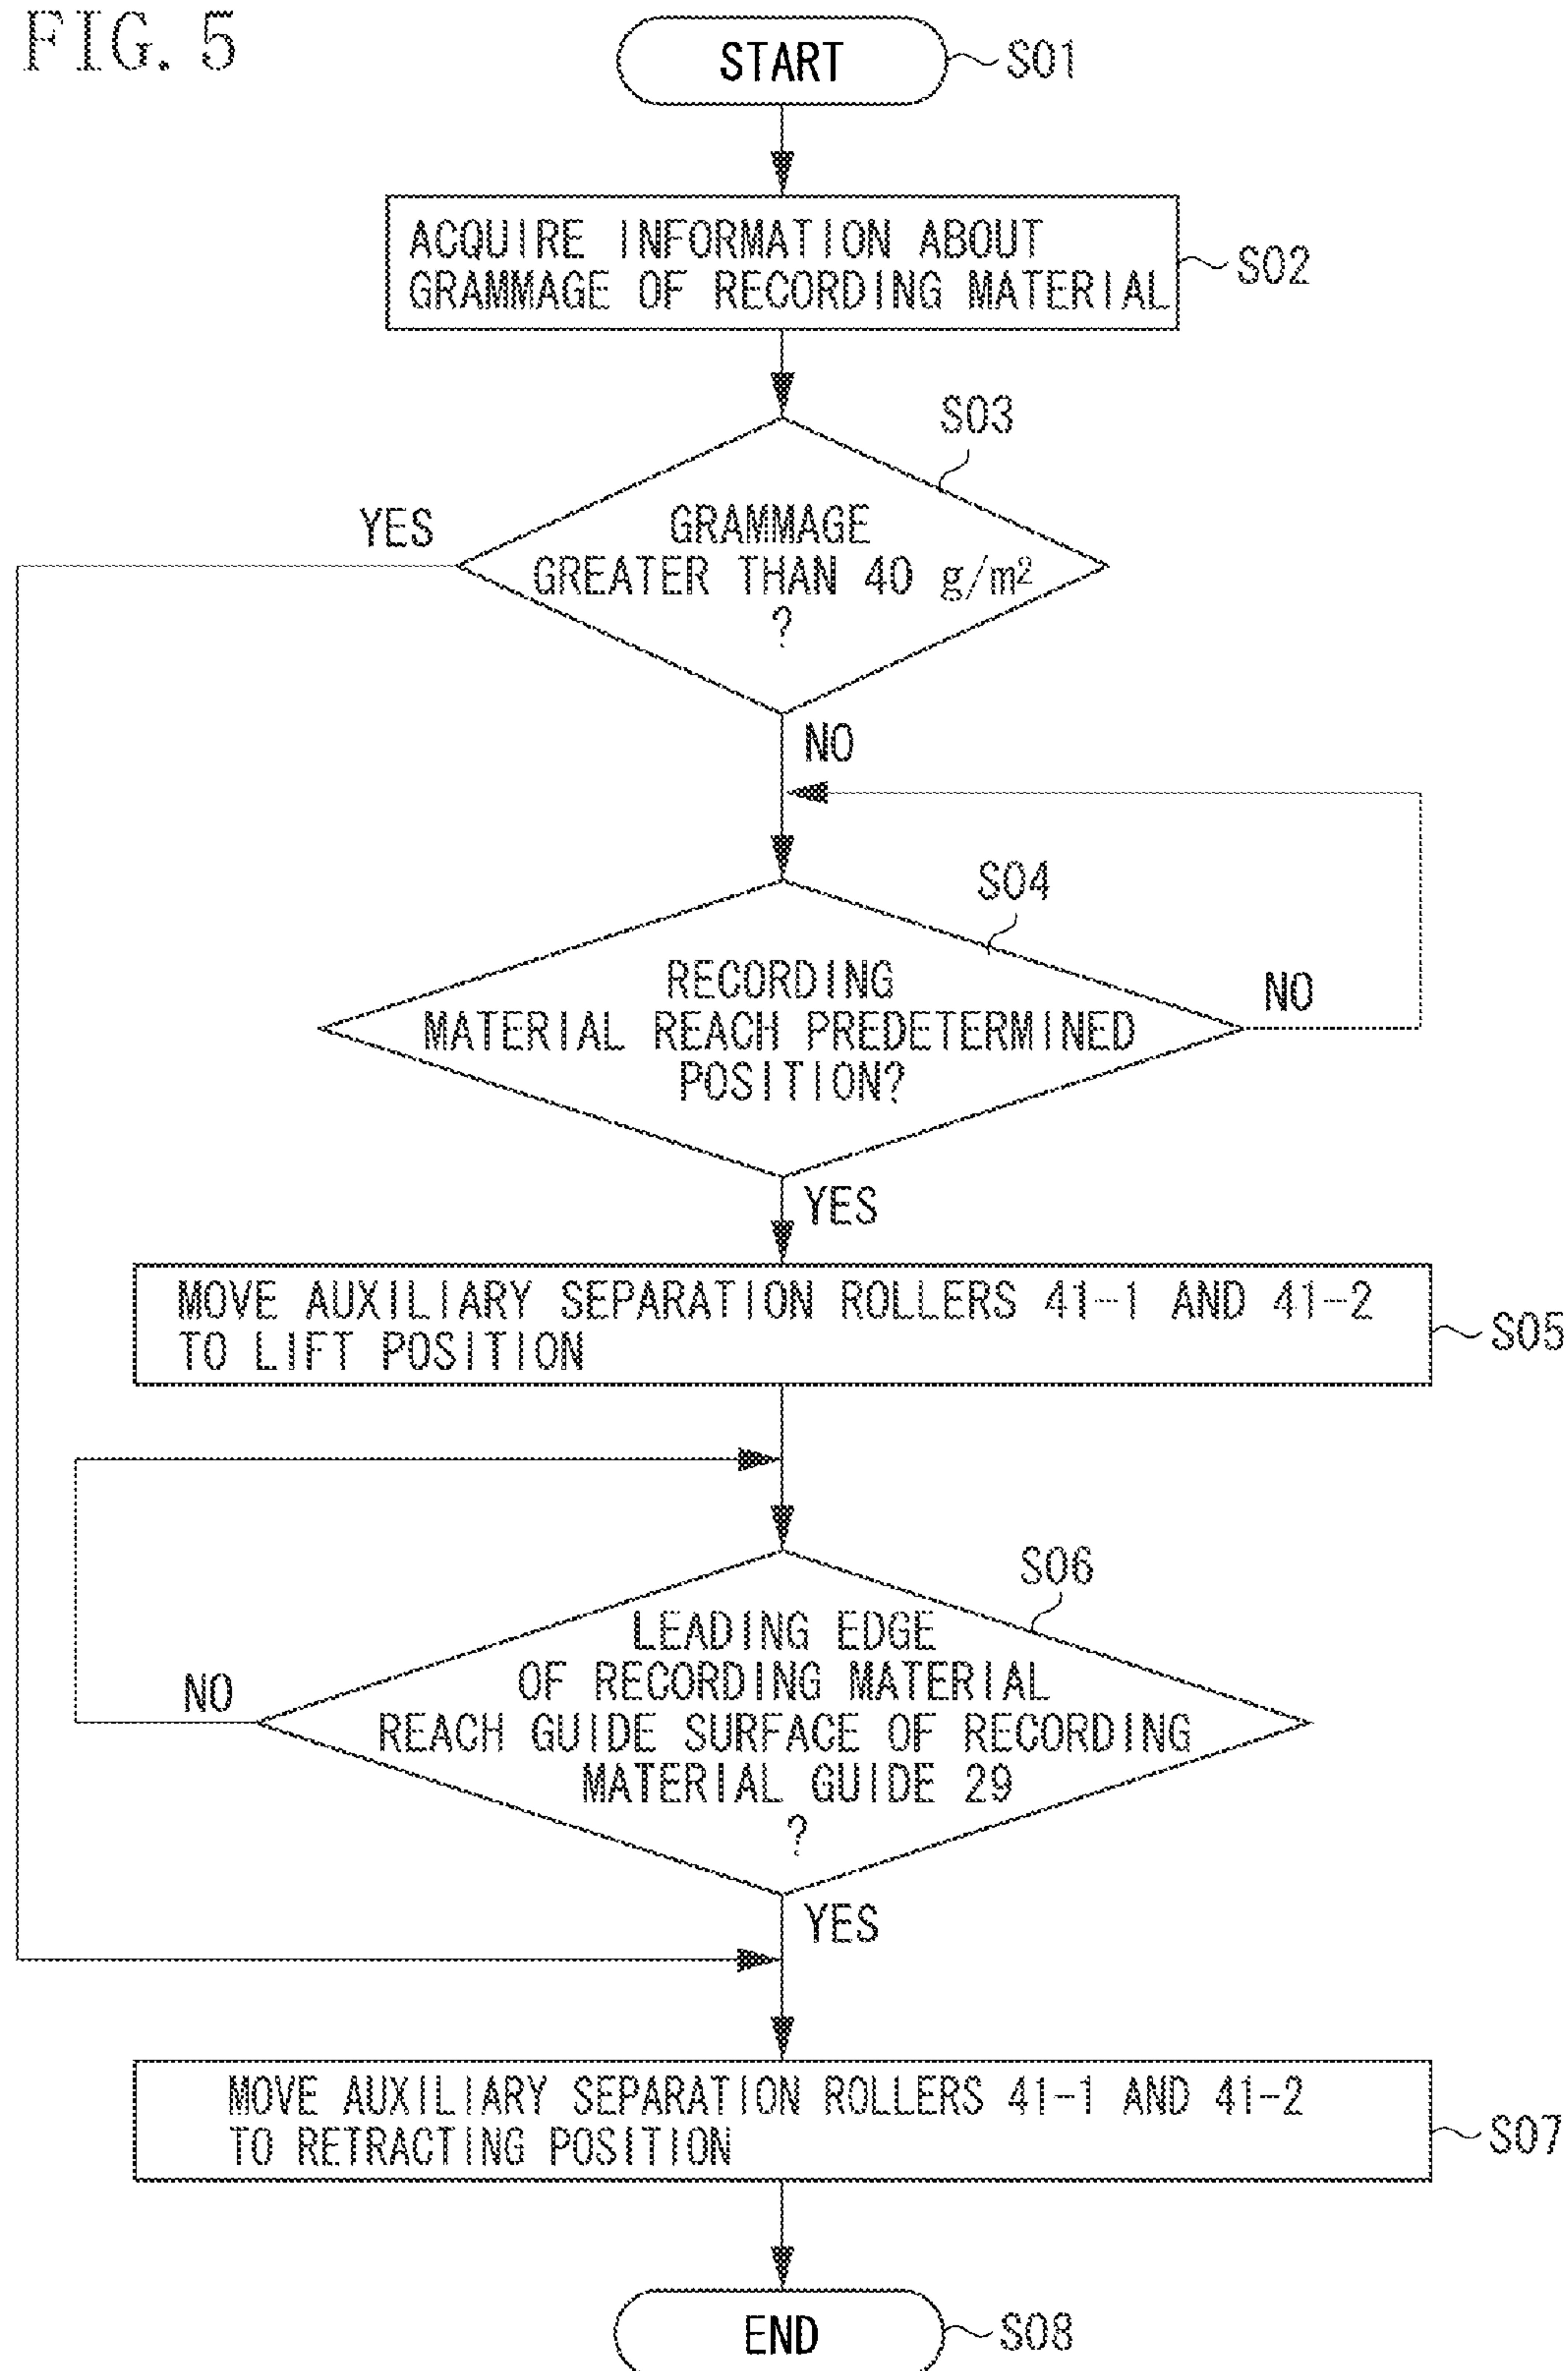 FIG. 5
START
S01
ACQUIRE INFORMATION ABOUT
GRAMMAGE OF RECORDING MATERIAL
S02
S03
GRAMMAGE
GREATER THAN 40 g/m²
?
YES
NO
S04
RECORDING
MATERIAL REACH PREDETERMINED
POSITION?
NO
YES
MOVE AUXILIARY SEPARATION ROLLERS 41-1 AND 41-2
TO LIFT POSITION
S05
S06
LEADING EDGE
OF RECORDING MATERIAL
REACH GUIDE SURFACE OF RECORDING
MATERIAL GUIDE 29
?
NO
YES
MOVE AUXILIARY SEPARATION ROLLERS 41-1 AND 41-2
TO RETRACTING POSITION
S07
END
S08